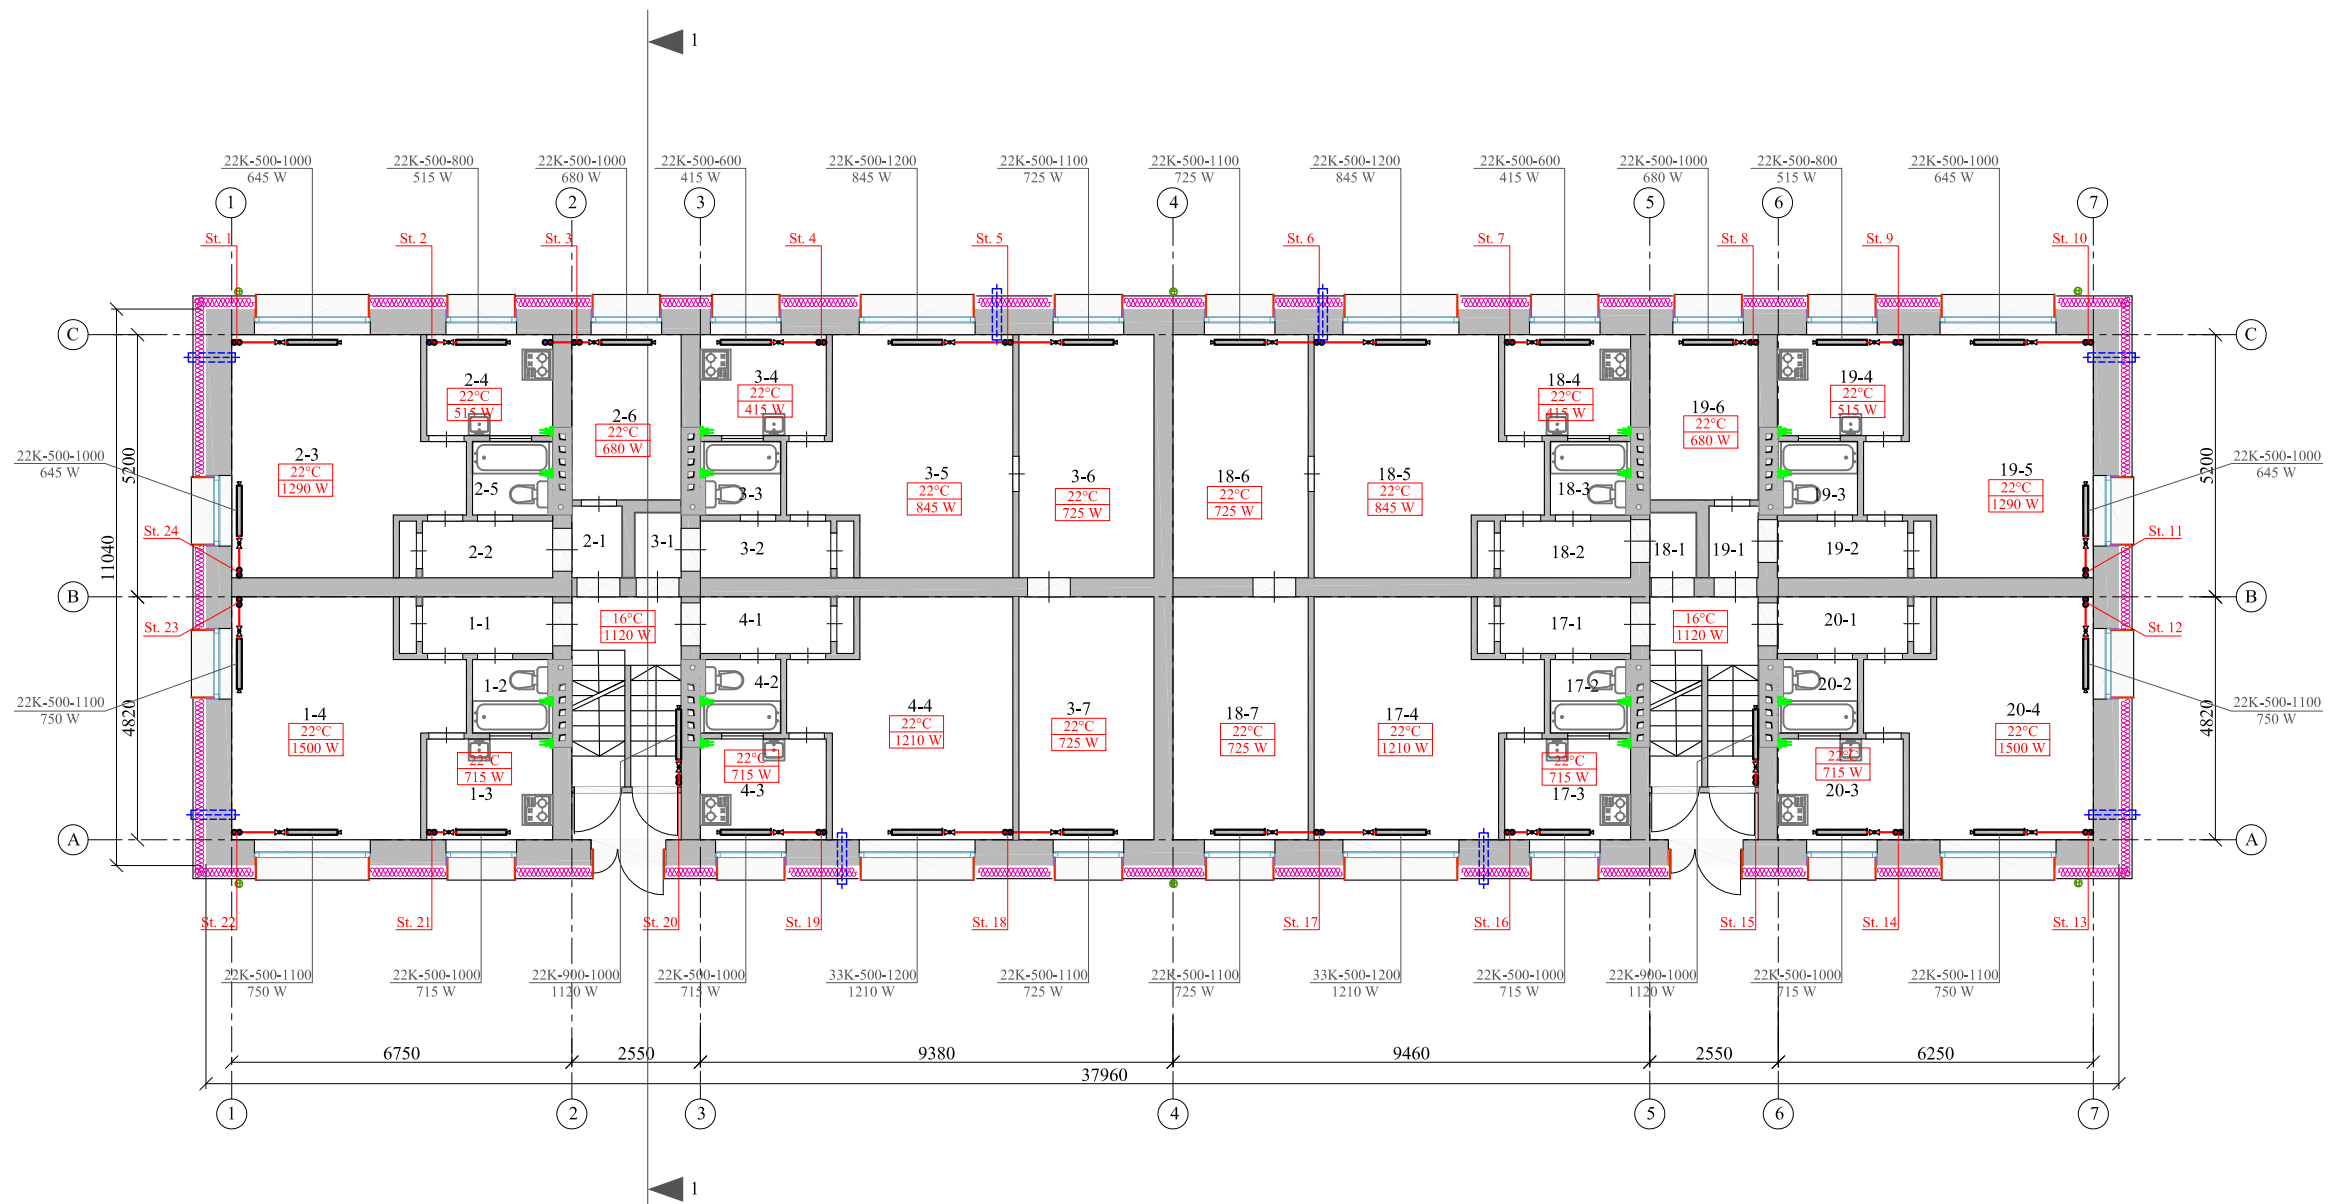 1
22K-500-1000
645 W
22K-500-800
515 W
22K-500-1000
680 W
22K-500-600
415 W
22K-500-1200
845 W
22K-500-1100
725 W
22K-500-1100
725 W
22K-500-1200
845 W
22K-500-600
415 W
22K-500-1000
680 W
22K-500-800
515 W
22K-500-1000
645 W
1
2
3
4
5
6
7
St. 1
St. 2
St. 3
St. 4
St. 5
St. 6
St. 7
St. 8
St. 9
St. 10
C
C
2-4
22°C
515 W
3-4
22°C
415 W
18-4
22°C
415 W
19-4
22°C
515 W
2-6
22°C
680 W
19-6
22°C
680 W
2-3
22°C
1290 W
3-5
22°C
845 W
3-6
22°C
725 W
18-6
22°C
725 W
18-5
22°C
845 W
19-5
22°C
1290 W
22K-500-1000
645 W
22K-500-1000
645 W
5200
5200
2-5
3-3
18-3
19-3
St. 24
St. 11
11040
2-2
2-1
3-1
3-2
18-2
18-1
19-1
19-2
B
B
St. 23
St. 12
1-1
16°C
1120 W
4-1
17-1
16°C
1120 W
20-1
1-2
4-2
17-2
20-2
22K-500-1100
750 W
22K-500-1100
750 W
4820
4820
1-4
22°C
1500 W
4-4
22°C
1210 W
3-7
22°C
725 W
18-7
22°C
725 W
17-4
22°C
1210 W
20-4
22°C
1500 W
22°C
715 W
1-3
22°C
715 W
4-3
22°C
715 W
17-3
22°C
715 W
20-3
A
A
St. 22
St. 21
St. 20
St. 19
St. 18
St. 17
St. 16
St. 15
St. 14
St. 13
22K-500-1100
750 W
22K-500-1000
715 W
22K-900-1000
1120 W
22K-500-1000
715 W
33K-500-1200
1210 W
22K-500-1100
725 W
22K-500-1100
725 W
33K-500-1200
1210 W
22K-500-1000
715 W
22K-900-1000
1120 W
22K-500-1000
715 W
22K-500-1100
750 W
6750
2550
9380
9460
2550
6250
37960
1
2
3
4
5
6
7
1